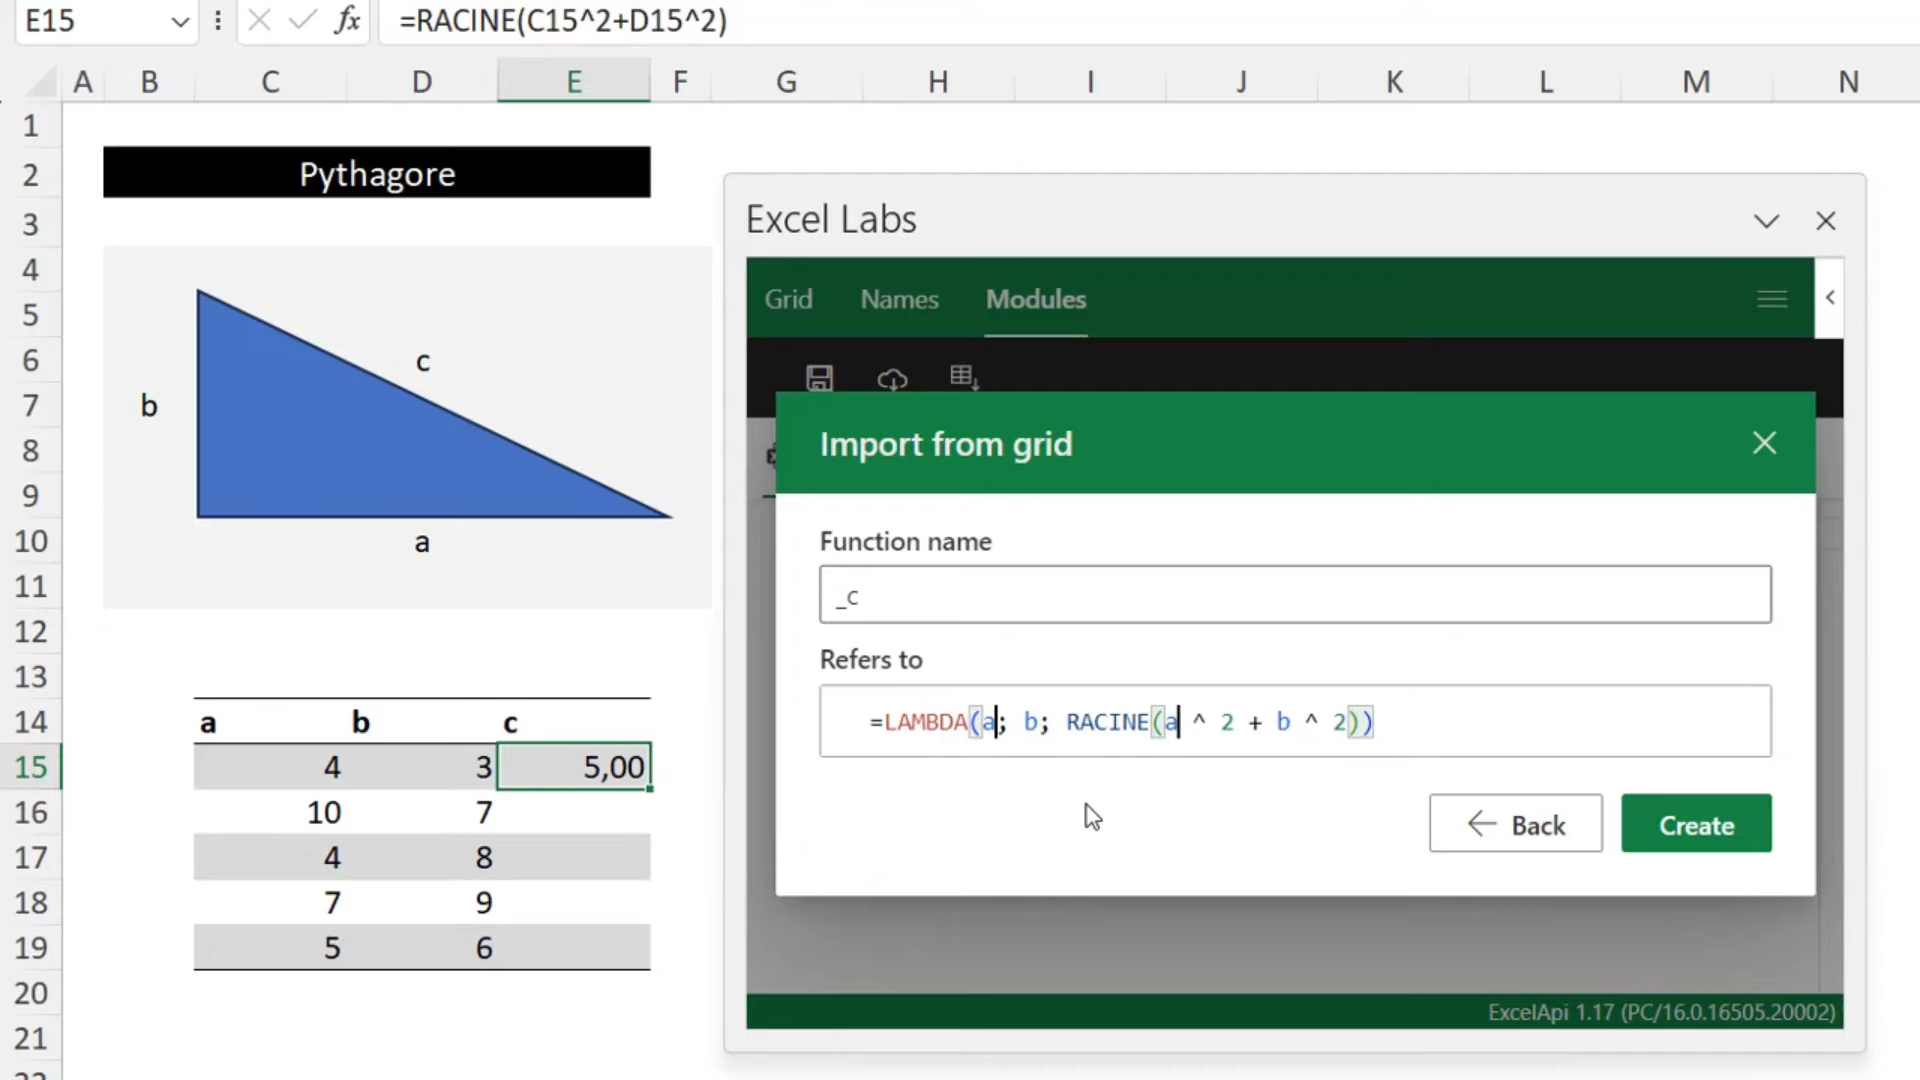 E15
fx
=RACINE(C15^2+D15^2)
A B C D E F G H I J K L M N
1
2
3
4
5
6
7
8
9
10
11
12
13
14
15
16
17
18
19
20
21
Pythagore
c
b
a
a b c
4 3 5,00
10 7
4 8
7 9
5 6
Excel Labs
Grid Names Modules
Import from grid
Function name
_c
Refers to
=LAMBDA(a; b; RACINE(a ^ 2 + b ^ 2))
Back Create
ExcelApi 1.17 (PC/16.0.16505.20002)